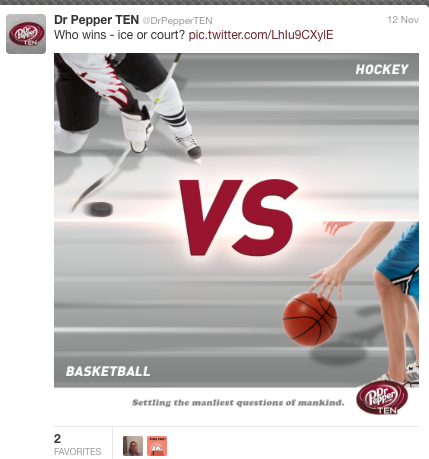 Dr Pepper TEN @DrPepperTEN 12 Nov
Who wins - ice or court? pic.twitter.com/LhIu9CXylE
HOCKEY
VS
BASKETBALL
Settling the manliest questions of mankind.
Dr
Pepper
TEN
2
FAVORITES